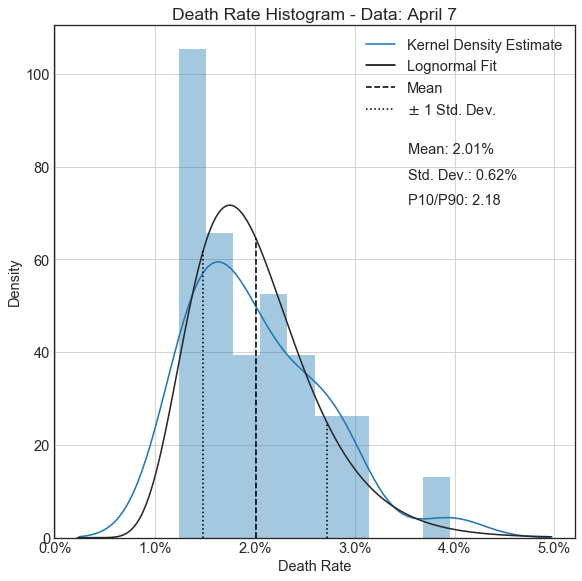 Death Rate Histogram - Data: April 7
Kernel Density Estimate
Lognormal Fit
Mean
± 1 Std. Dev.
Mean: 2.01%
Std. Dev.: 0.62%
P10/P90: 2.18
Density
100
80
60
40
20
0
0.0% 1.0% 2.0% 3.0% 4.0% 5.0%
Death Rate